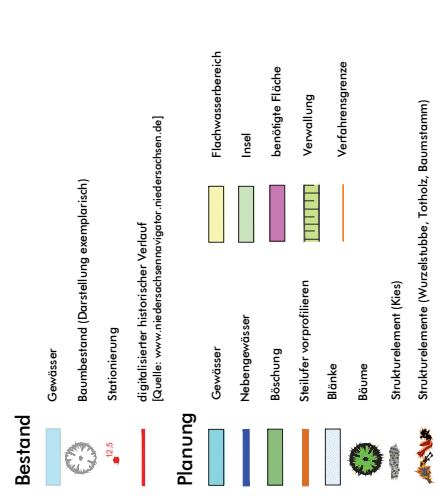 Bestand
Gewässer
Baumbestand (Darstellung exemplarisch)
12,5
Stationierung
digitalisierter historischer Verlauf
[Quelle: www.niedersachsennavigator.niedersachsen.de]
Planung
Gewässer
Nebengewässer
Böschung
Steilufer vorprofilieren
Blänke
Bäume
Strukturelement (Kies)
Strukturelemente (Wurzelstubbe, Totholz, Baumstamm)
Flachwasserbereich
Insel
benötigte Fläche
Verwallung
Verfahrensgrenze